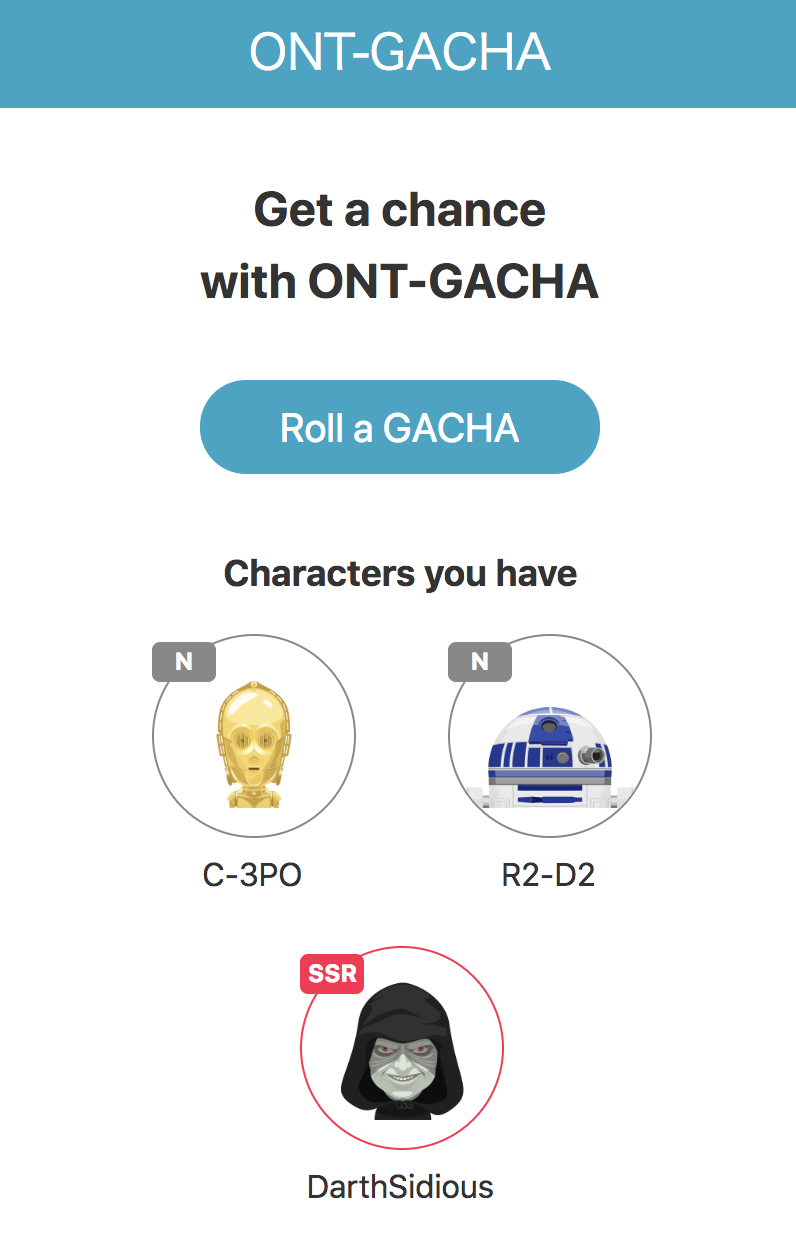 ONT-GACHA
Get a chance
with ONT-GACHA
Roll a GACHA
Characters you have
N
N
C-3PO
R2-D2
SSR
DarthSidious